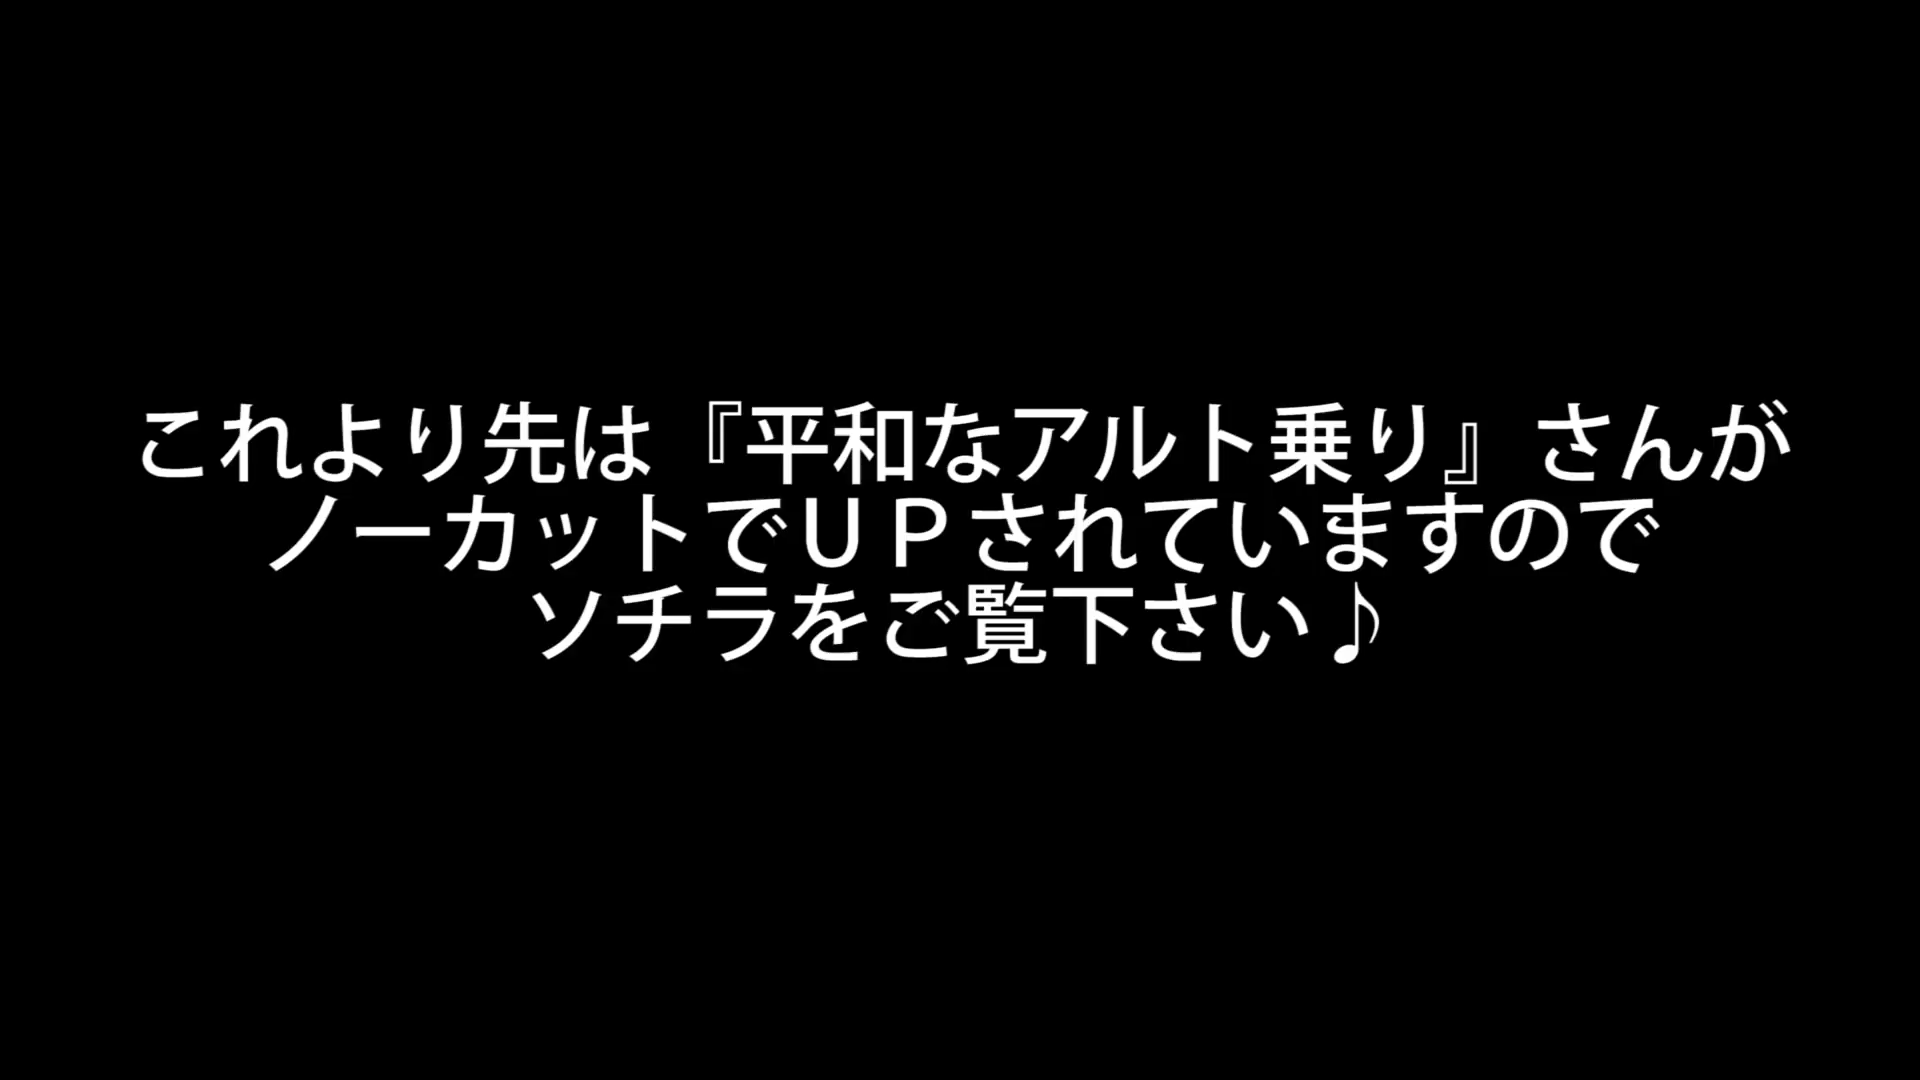 これより先は『平和なアルト乗り』さんが
ノーカットでＵＰされていますので
ソチラをご覧下さい♪